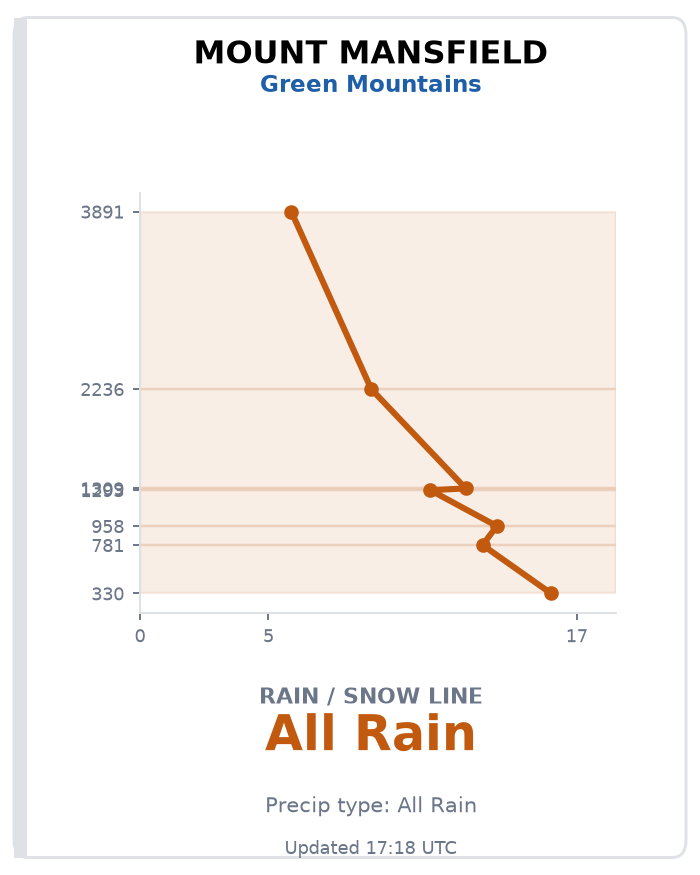 MOUNT MANSFIELD
Green Mountains
3891
2236
958
781
330
0 5 17
RAIN / SNOW LINE
All Rain
Precip type: All Rain
Updated 17:18 UTC